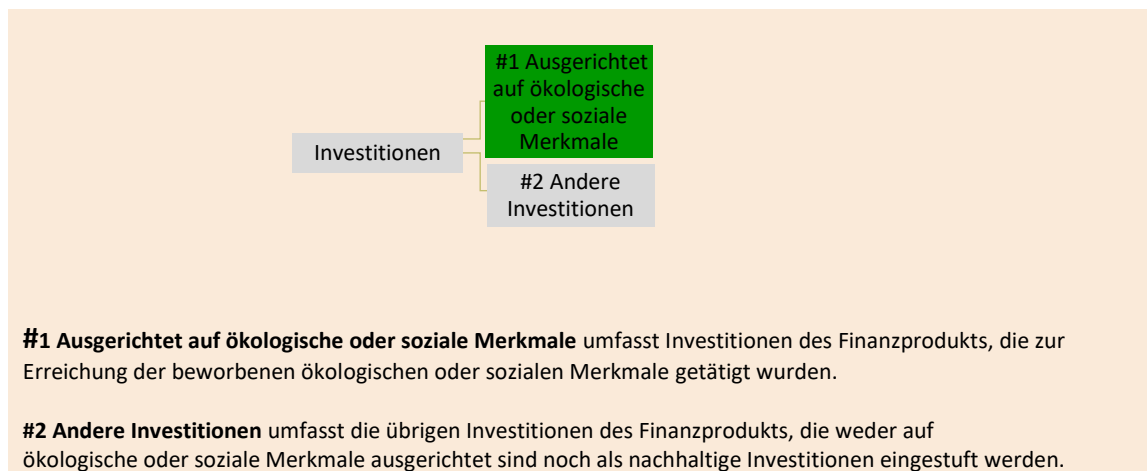 #1 Ausgerichtet
auf ökologische
oder soziale
Merkmale
Investitionen
#2 Andere
Investitionen
#1 Ausgerichtet auf ökologische oder soziale Merkmale umfasst Investitionen des Finanzprodukts, die zur
Erreichung der beworbenen ökologischen oder sozialen Merkmale getätigt wurden.
#2 Andere Investitionen umfasst die übrigen Investitionen des Finanzprodukts, die weder auf
ökologische oder soziale Merkmale ausgerichtet sind noch als nachhaltige Investitionen eingestuft werden.